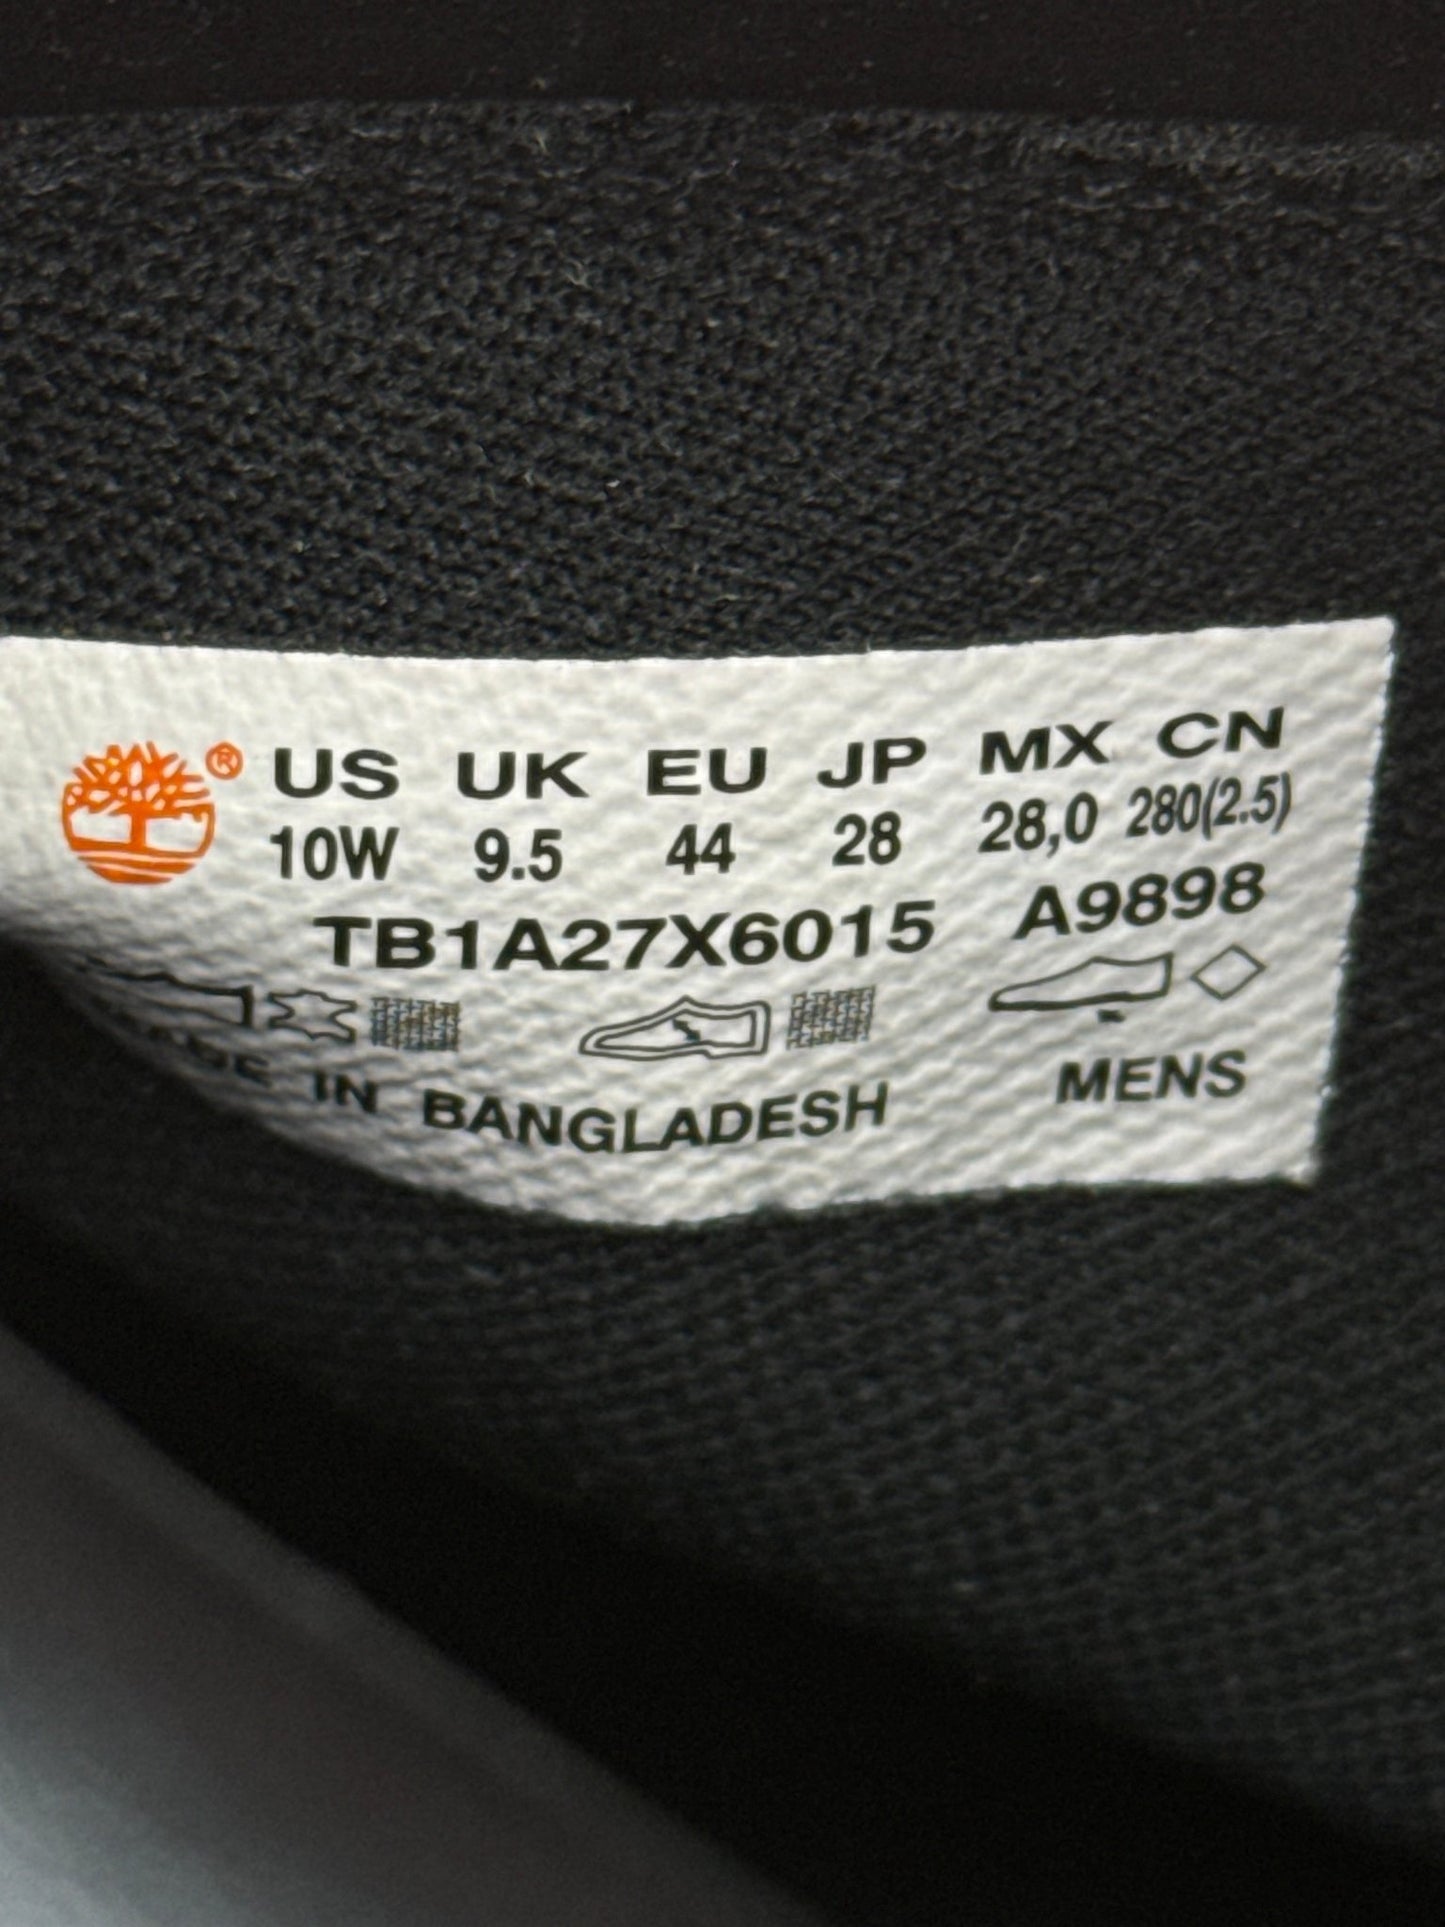 ® US UK EU JP MX CN
10W 9.5 44 28 28,0 280(2.5)
TB1A27X6015 A9898
MADE IN BANGLADESH MENS